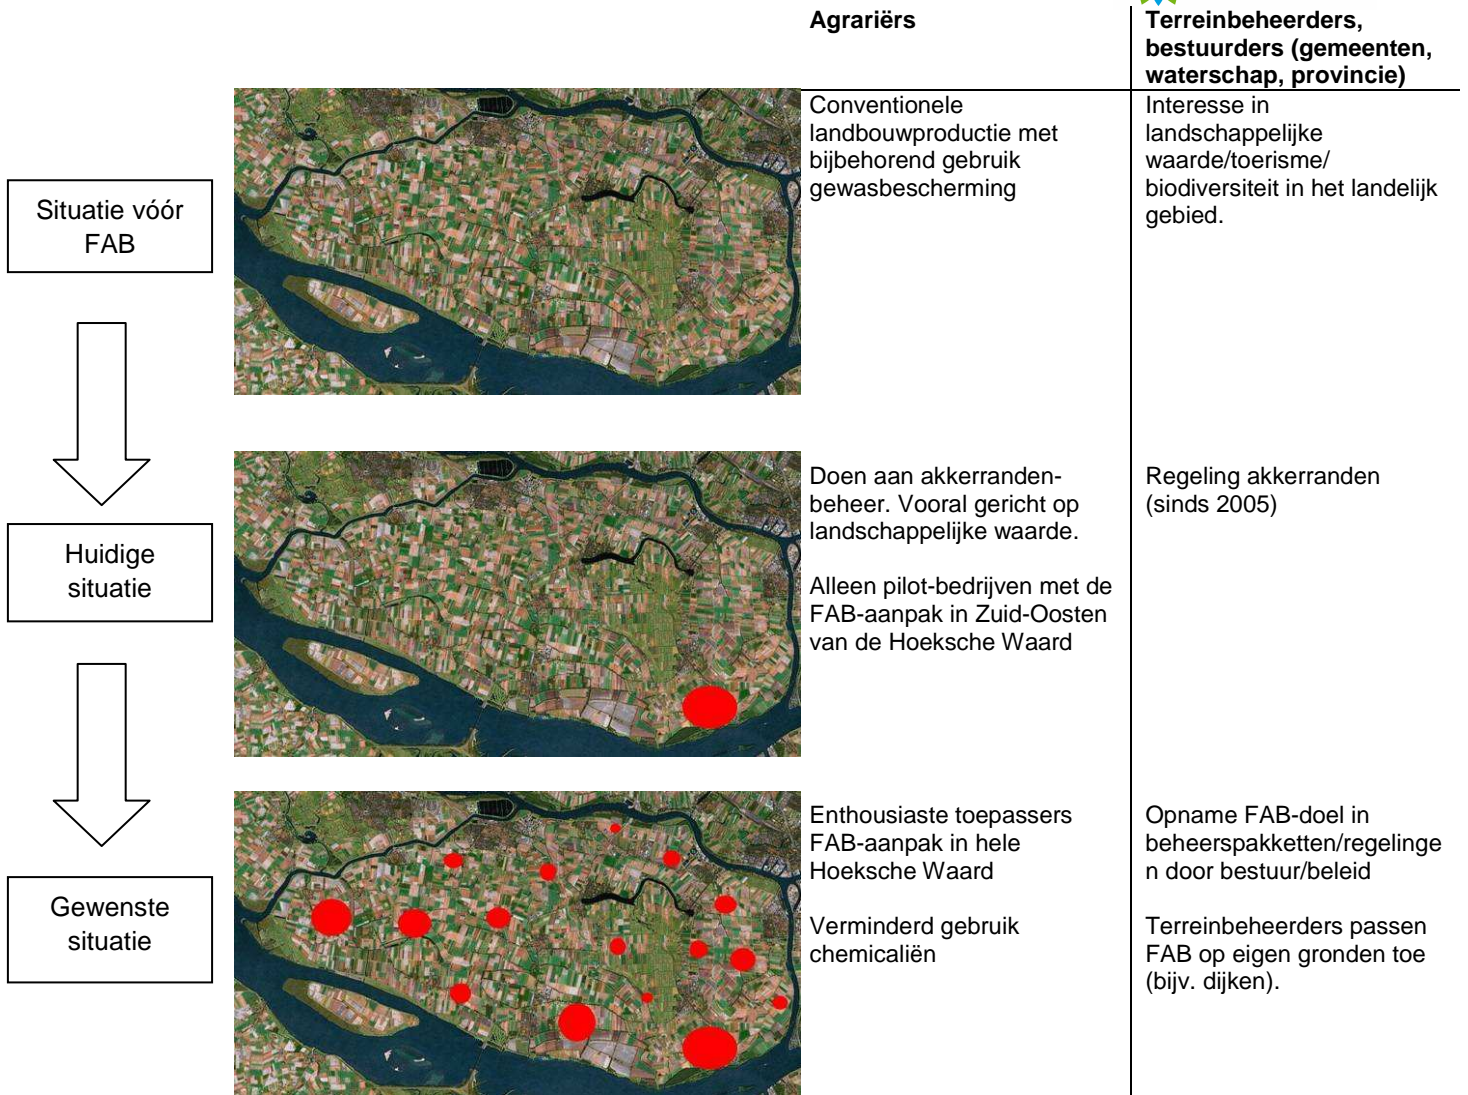 Agrariërs
Terreinbeheerders,
bestuurders (gemeenten,
waterschap, provincie)
Situatie vóór
FAB
Conventionele
landbouwproductie met
bijbehorend gebruik
gewasbescherming
Interesse in
landschappelijke
waarde/toerisme/
biodiversiteit in het landelijk
gebied.
Huidige
situatie
Doen aan akkerranden-
beheer. Vooral gericht op
landschappelijke waarde.
Alleen pilot-bedrijven met de
FAB-aanpak in Zuid-Oosten
van de Hoeksche Waard
Regeling akkerranden
(sinds 2005)
Gewenste
situatie
Enthousiaste toepassers
FAB-aanpak in hele
Hoeksche Waard
Verminderd gebruik
chemicaliën
Opname FAB-doel in
beheerspakketten/regelinge
n door bestuur/beleid
Terreinbeheerders passen
FAB op eigen gronden toe
(bijv. dijken).